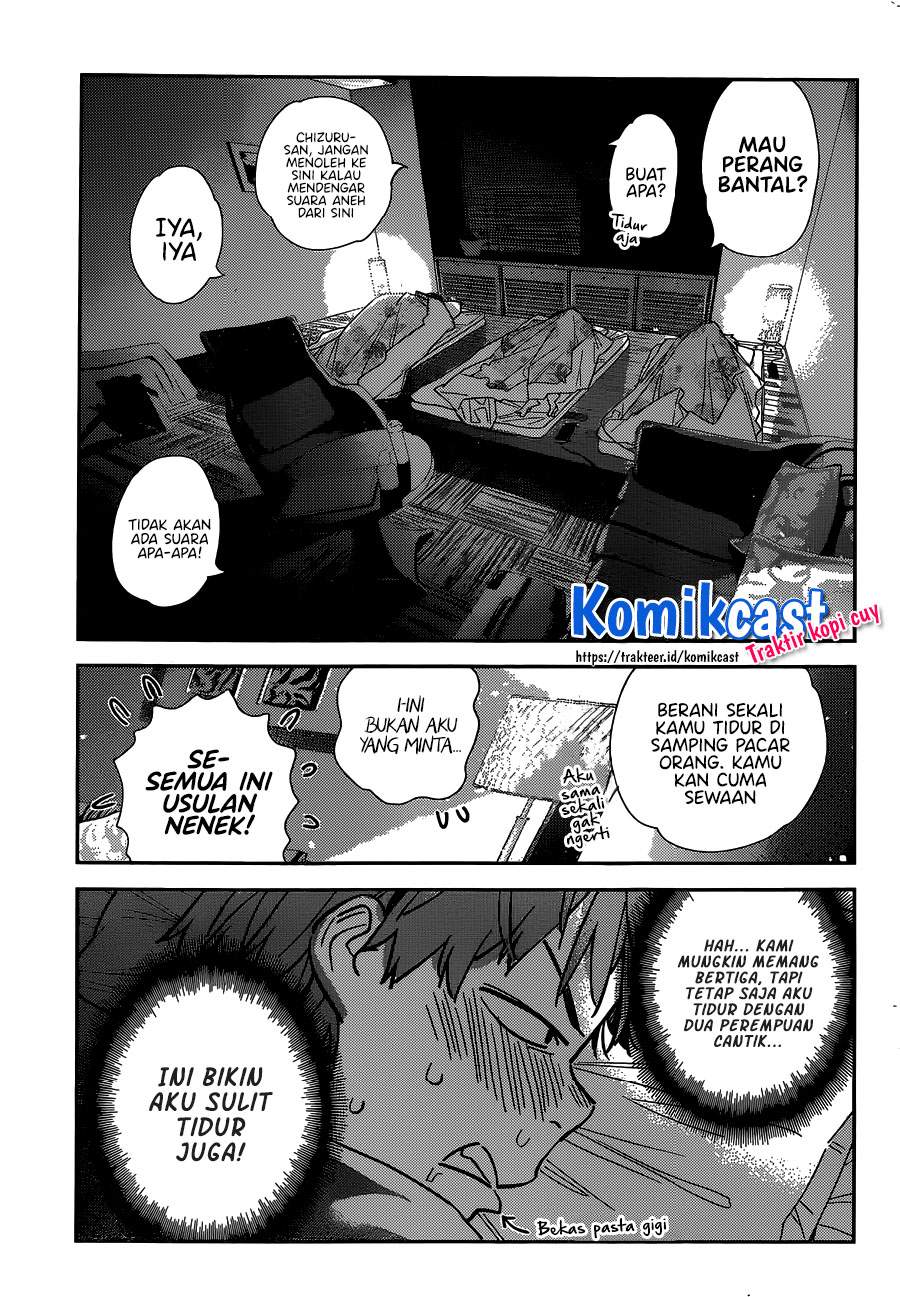 MAU
PERANG
BANTAL?
BUAT
APA?
Tidur
aja
CHIZURU-
SAN, JANGAN
MENOLEH KE
SINI KALAU
MENDENGAR
SUARA ANEH
DARI SINI
IYA,
IYA
TIDAK AKAN
ADA SUARA
APA-APA!
Komikcast
Traktir kopi cuy
https://trakteer.id/komikcast
BERANI SEKALI
KAMU TIDUR DI
SAMPING PACAR
ORANG. KAMU
KAN CUMA
SEWAAN
Aku
sama
sekali
gak
ngerti
I-INI
BUKAN AKU
YANG MINTA...
SE-
SEMUA INI
USULAN
NENEK!
HAH... KAMI
MUNGKIN MEMANG
BERTIGA, TAPI
TETAP SAJA AKU
TIDUR DENGAN
DUA PEREMPUAN
CANTIK...
INI BIKIN
AKU SULIT
TIDUR
JUGA!
Bekas pasta gigi